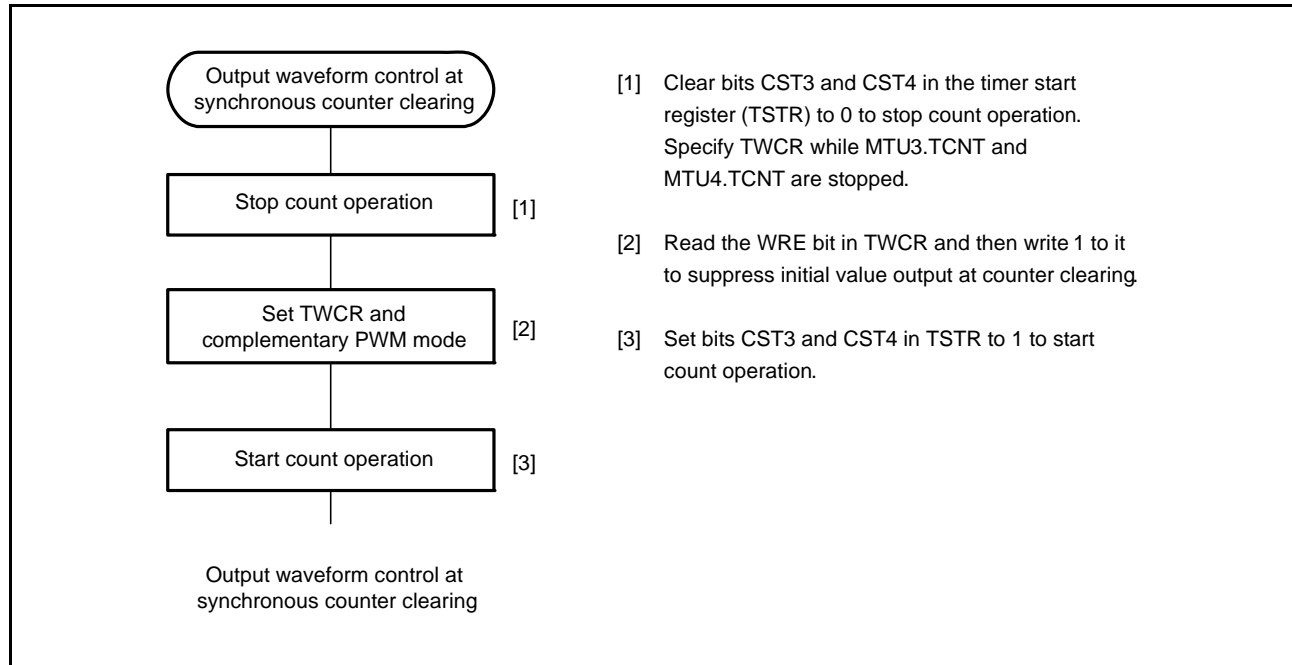 Output waveform control at
synchronous counter clearing
Stop count operation
[1]
Set TWCR and
complementary PWM mode
[2]
Start count operation
[3]
Output waveform control at
synchronous counter clearing
[1] Clear bits CST3 and CST4 in the timer start
register (TSTR) to 0 to stop count operation.
Specify TWCR while MTU3.TCNT and
MTU4.TCNT are stopped.
[2] Read the WRE bit in TWCR and then write 1 to it
to suppress initial value output at counter clearing.
[3] Set bits CST3 and CST4 in TSTR to 1 to start
count operation.